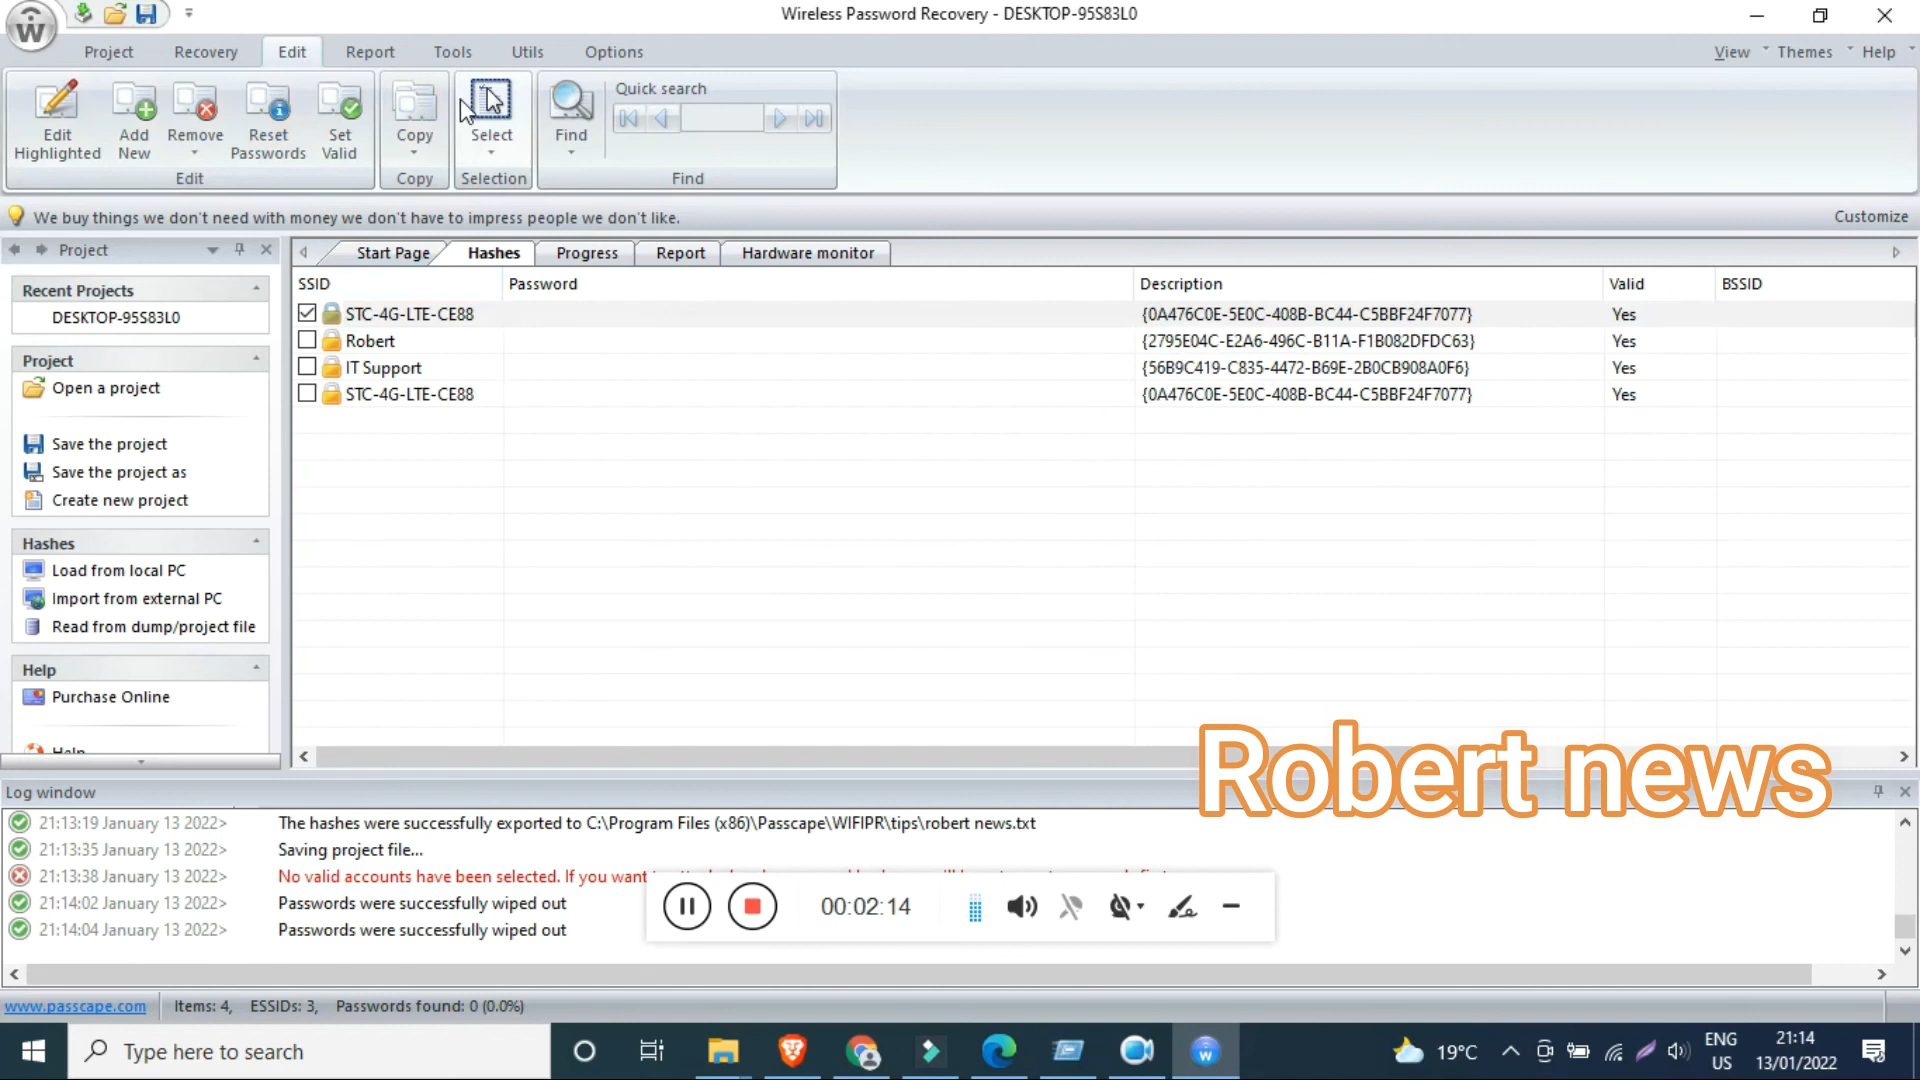 Wireless Password Recovery - DESKTOP-95S83L0
Project Recovery Edit Report Tools Utils Options View Themes Help
Edit Highlighted
Add New
Remove
Reset Passwords
Set Valid
Copy
Select
Find
Quick search
Edit Copy Selection Find
We buy things we don't need with money we don't have to impress people we don't like.
Customize
Project
Recent Projects
DESKTOP-95S83L0
Project
Open a project
Save the project
Save the project as
Create new project
Hashes
Load from local PC
Import from external PC
Read from dump/project file
Help
Purchase Online
Help
Start Page Hashes Progress Report Hardware monitor
SSID Password Description Valid BSSID
STC-4G-LTE-CE88 {0A476C0E-5E0C-408B-BC44-C5BBF24F7077} Yes
Robert {2795E04C-E2A6-496C-B11A-F1B082DFDC63} Yes
IT Support {56B9C419-C835-4472-B69E-2B0CB908A0F6} Yes
STC-4G-LTE-CE88 {0A476C0E-5E0C-408B-BC44-C5BBF24F7077} Yes
Robert news
Log window
21:13:19 January 13 2022> The hashes were successfully exported to C:\Program Files (x86)\Passcape\WIFIPR\tips\robert news.txt
21:13:35 January 13 2022> Saving project file...
21:13:38 January 13 2022> No valid accounts have been selected. If you want
21:14:02 January 13 2022> Passwords were successfully wiped out
21:14:04 January 13 2022> Passwords were successfully wiped out
00:02:14
www.passcape.com Items: 4, ESSIDs: 3, Passwords found: 0 (0.0%)
Type here to search
19°C
ENG
US
21:14
13/01/2022